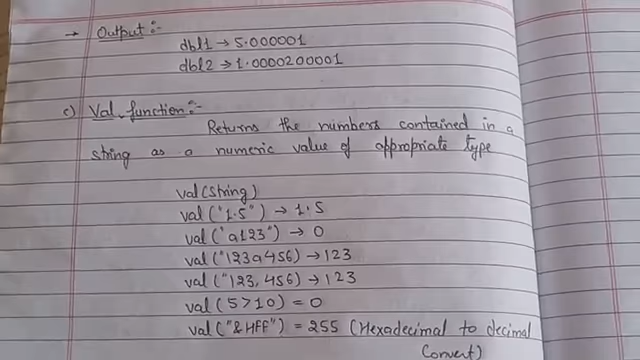 → Output :-
dbl1 → 5.000001
dbl2 → 1.0000200001
c) Val function :-
Returns the numbers contained in a
string as a numeric value of appropriate type
val(string)
val("1.5") → 1.5
val("a123") → 0
val("123a456) → 123
val("123,456) → 123
val(5>10) = 0
val("&HFF") = 255 (Hexadecimal to decimal
Convert)